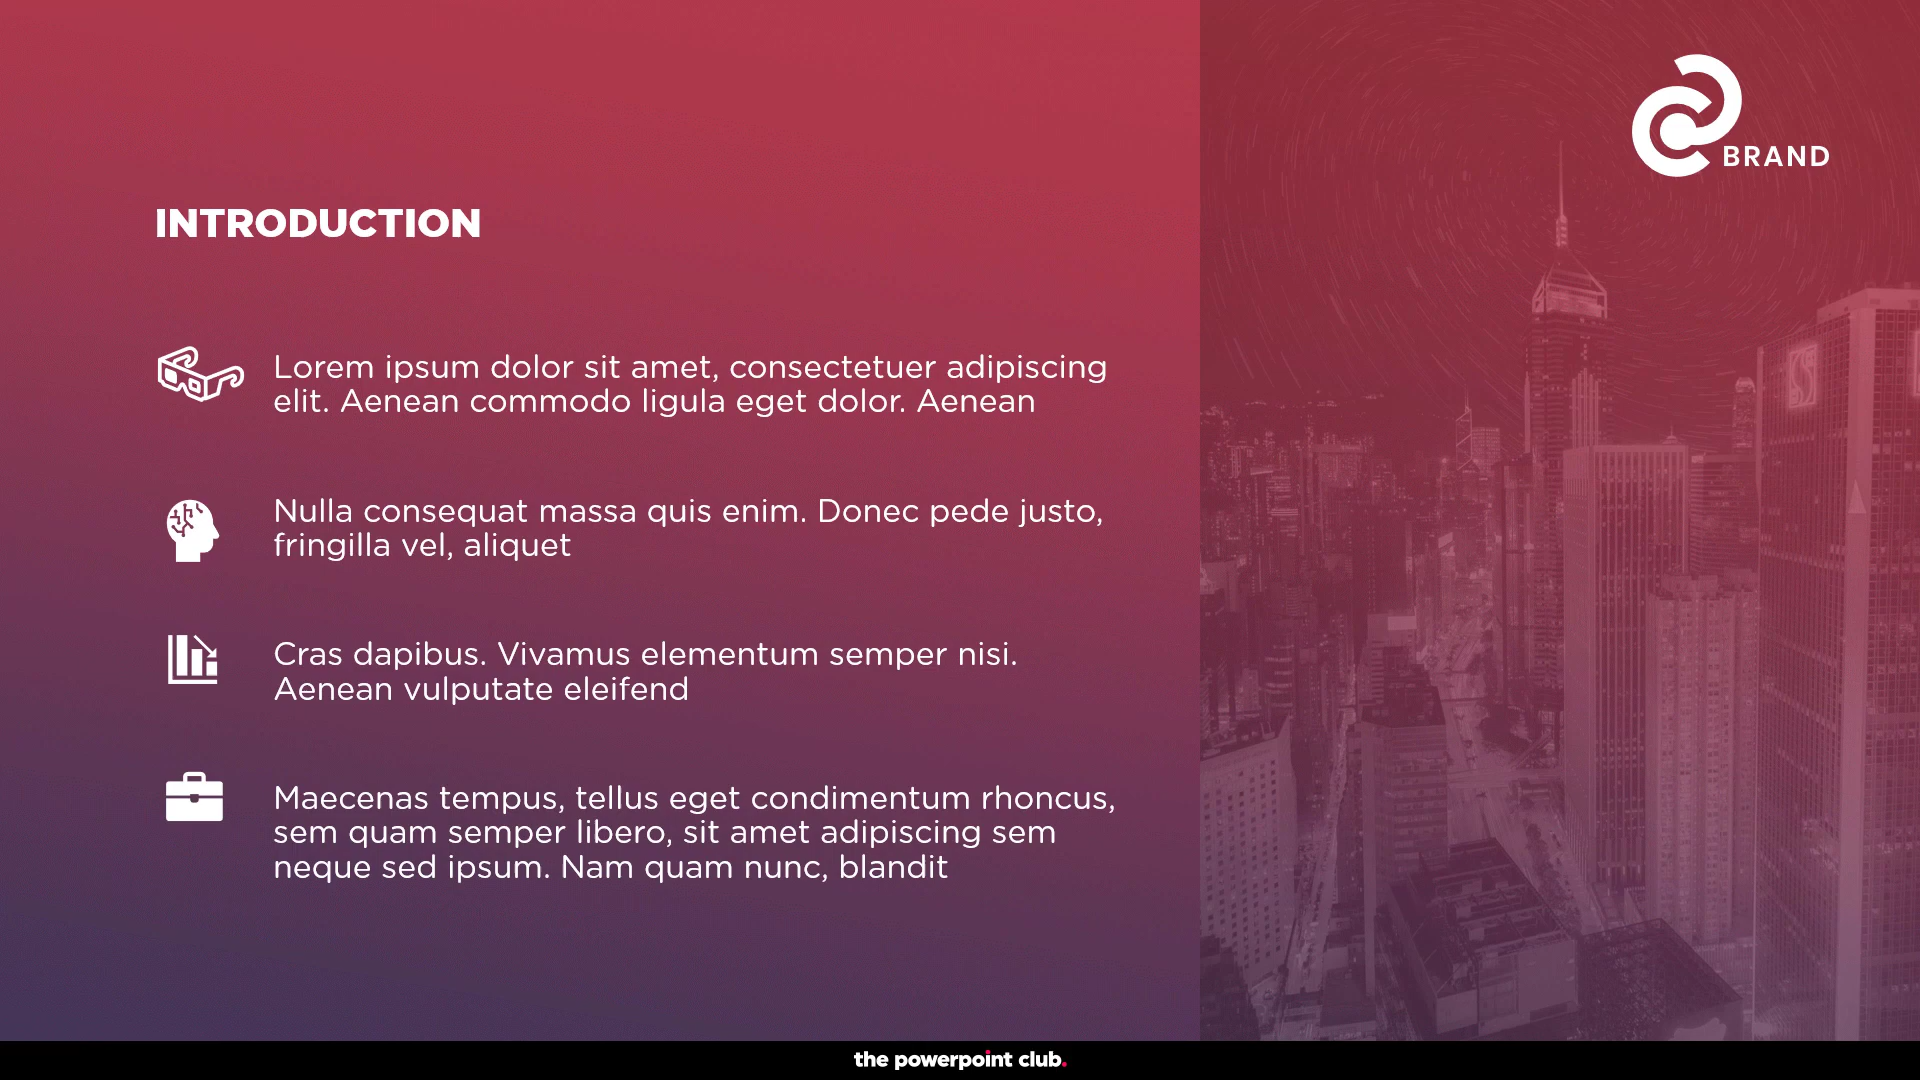 BRAND
INTRODUCTION
Lorem ipsum dolor sit amet, consectetuer adipiscing
elit. Aenean commodo ligula eget dolor. Aenean
Nulla consequat massa quis enim. Donec pede justo,
fringilla vel, aliquet
Cras dapibus. Vivamus elementum semper nisi.
Aenean vulputate eleifend
Maecenas tempus, tellus eget condimentum rhoncus,
sem quam semper libero, sit amet adipiscing sem
neque sed ipsum. Nam quam nunc, blandit
the powerpoint club.